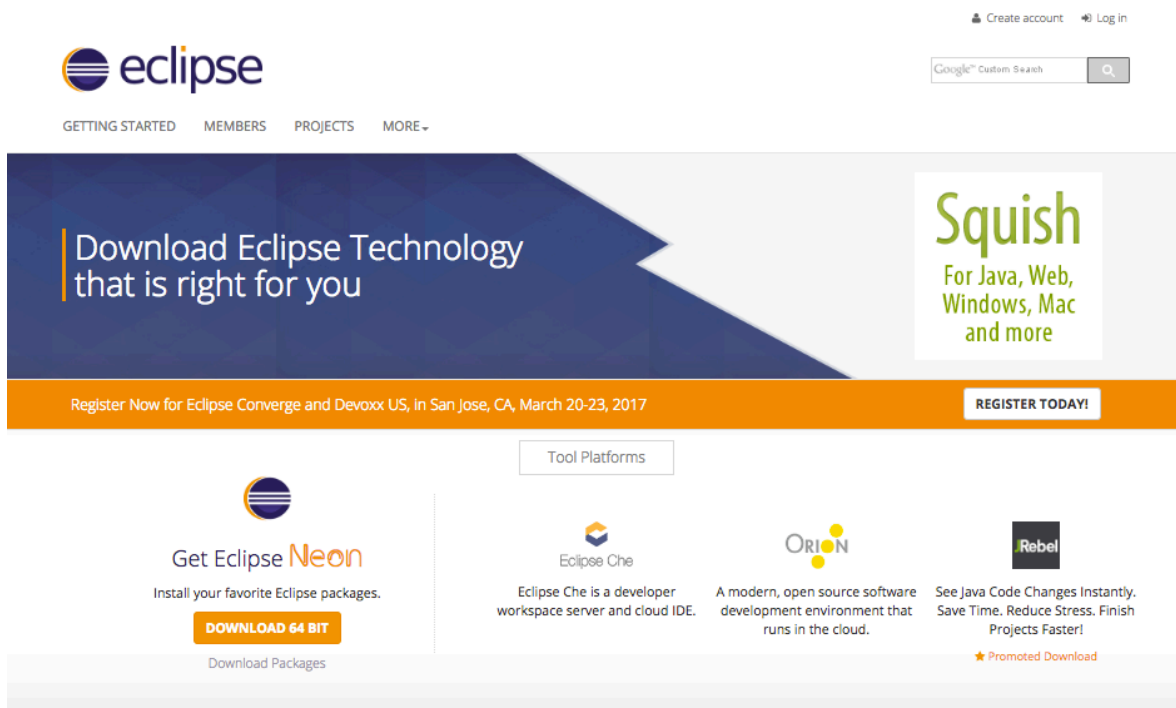 Create account Log in
eclipse
Google™ Custom Search
GETTING STARTED MEMBERS PROJECTS MORE
Download Eclipse Technology
that is right for you
Squish
For Java, Web,
Windows, Mac
and more
Register Now for Eclipse Converge and Devoxx US, in San Jose, CA, March 20-23, 2017
REGISTER TODAY!
Tool Platforms
Get Eclipse Neon
Install your favorite Eclipse packages.
DOWNLOAD 64 BIT
Download Packages
Eclipse Che
Eclipse Che is a developer
workspace server and cloud IDE.
ORION
A modern, open source software
development environment that
runs in the cloud.
JRebel
See Java Code Changes Instantly.
Save Time. Reduce Stress. Finish
Projects Faster!
Promoted Download